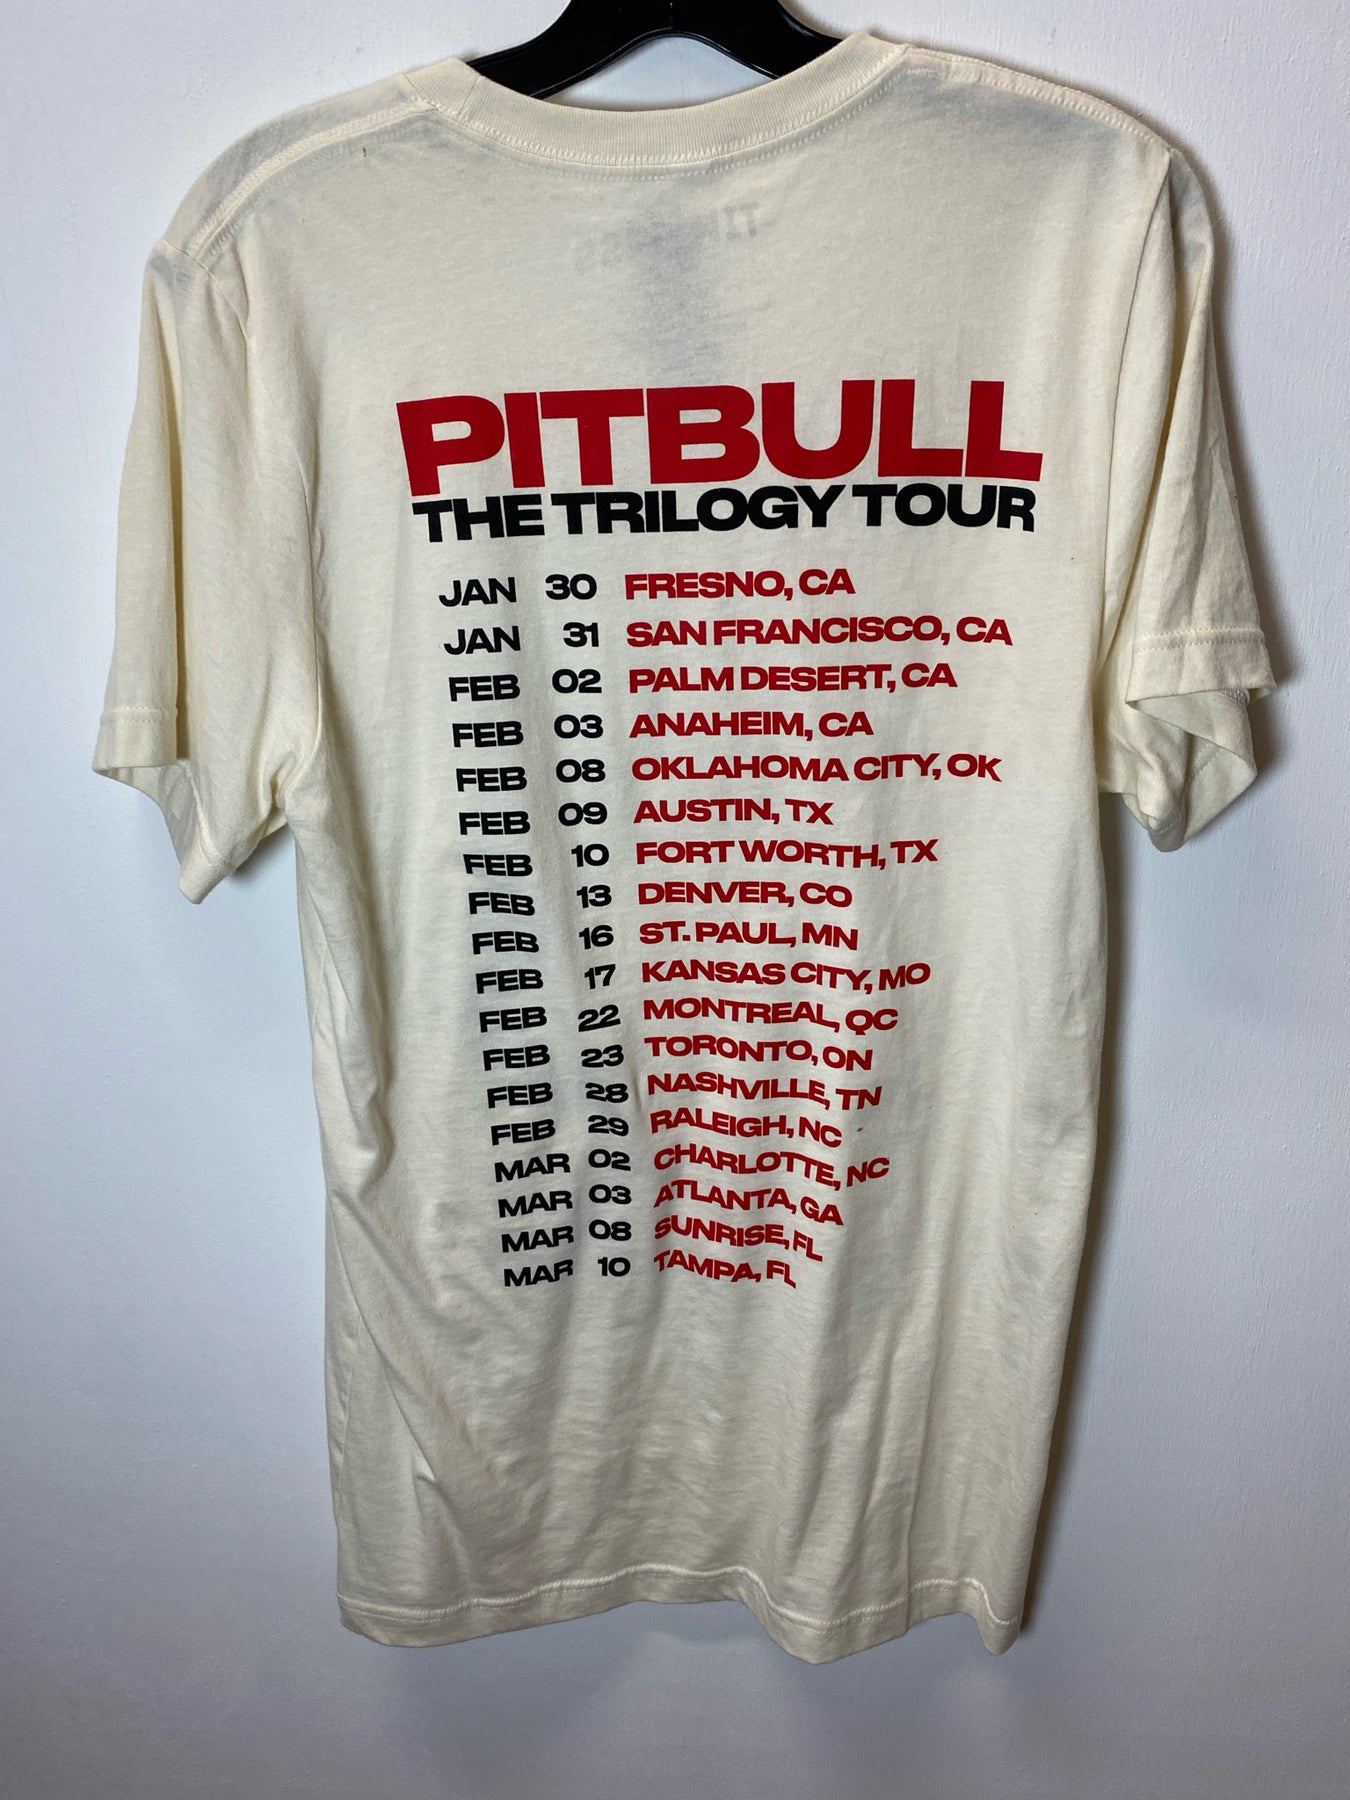 PITBULL
THE TRILOGY TOUR
JAN 30 FRESNO, CA
JAN 31 SAN FRANCISCO, CA
FEB 02 PALM DESERT, CA
FEB 03 ANAHEIM, CA
FEB 08 OKLAHOMA CITY, OK
FEB 09 AUSTIN, TX
FEB 10 FORT WORTH, TX
FEB 13 DENVER, CO
FEB 16 ST. PAUL, MN
FEB 17 KANSAS CITY, MO
FEB 22 MONTREAL, QC
FEB 23 TORONTO, ON
FEB 28 NASHVILLE, TN
FEB 29 RALEIGH, NC
MAR 02 CHARLOTTE, NC
MAR 03 ATLANTA, GA
MAR 08 SUNRISE, FL
MAR 10 TAMPA, FL